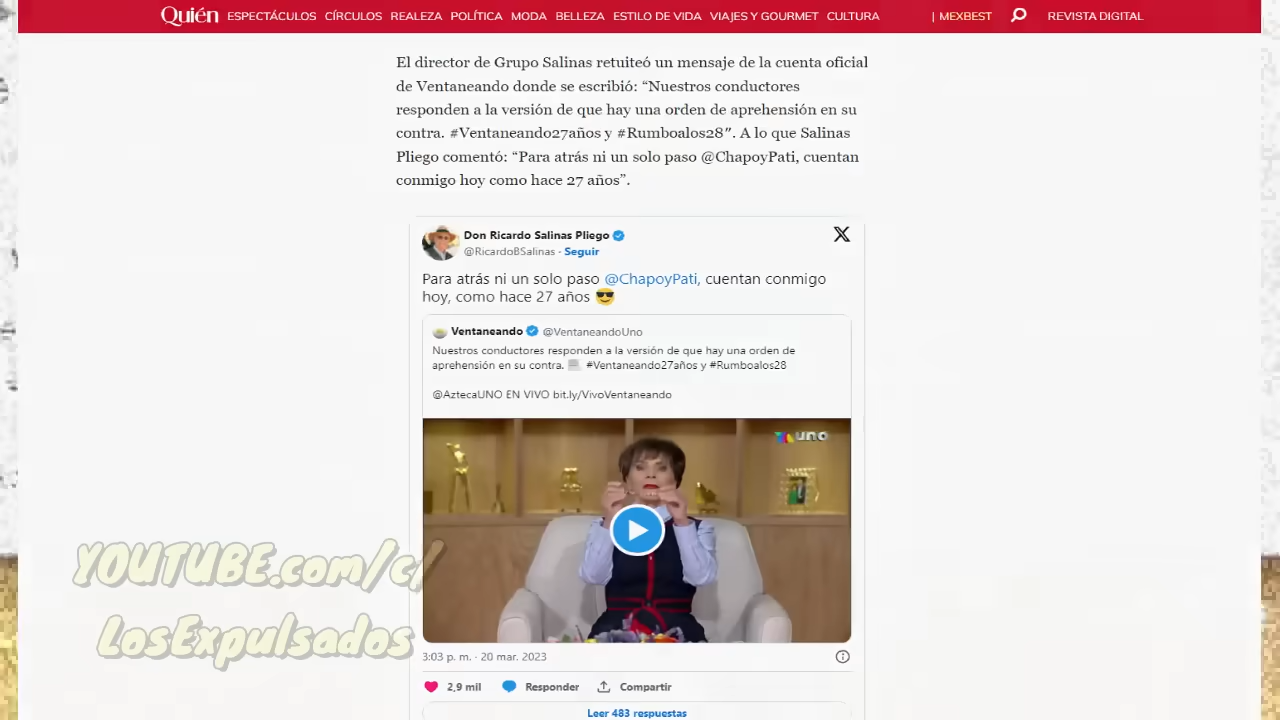 Quién ESPECTÁCULOS CÍRCULOS REALEZA POLÍTICA MODA BELLEZA ESTILO DE VIDA VIAJES Y GOURMET CULTURA | MEXBEST REVISTA DIGITAL
El director de Grupo Salinas retuiteó un mensaje de la cuenta oficial
de Ventaneando donde se escribió: “Nuestros conductores
responden a la versión de que hay una orden de aprehensión en su
contra. #Ventaneando27años y #Rumboalos28″. A lo que Salinas
Pliego comentó: “Para atrás ni un solo paso @ChapoyPati, cuentan
conmigo hoy como hace 27 años”.
Don Ricardo Salinas Pliego
@RicardoBSalinas · Seguir
Para atrás ni un solo paso @ChapoyPati, cuentan conmigo
hoy, como hace 27 años 😎
Ventaneando @VentaneandoUno
Nuestros conductores responden a la versión de que hay una orden de
aprehensión en su contra. #Ventaneando27años y #Rumboalos28
@AztecaUNO EN VIVO bit.ly/VivoVentaneando
uno
YOUTUBE.com/c/
LosExpulsados
3:03 p. m. · 20 mar. 2023
2,9 mil Responder Compartir
Leer 483 respuestas